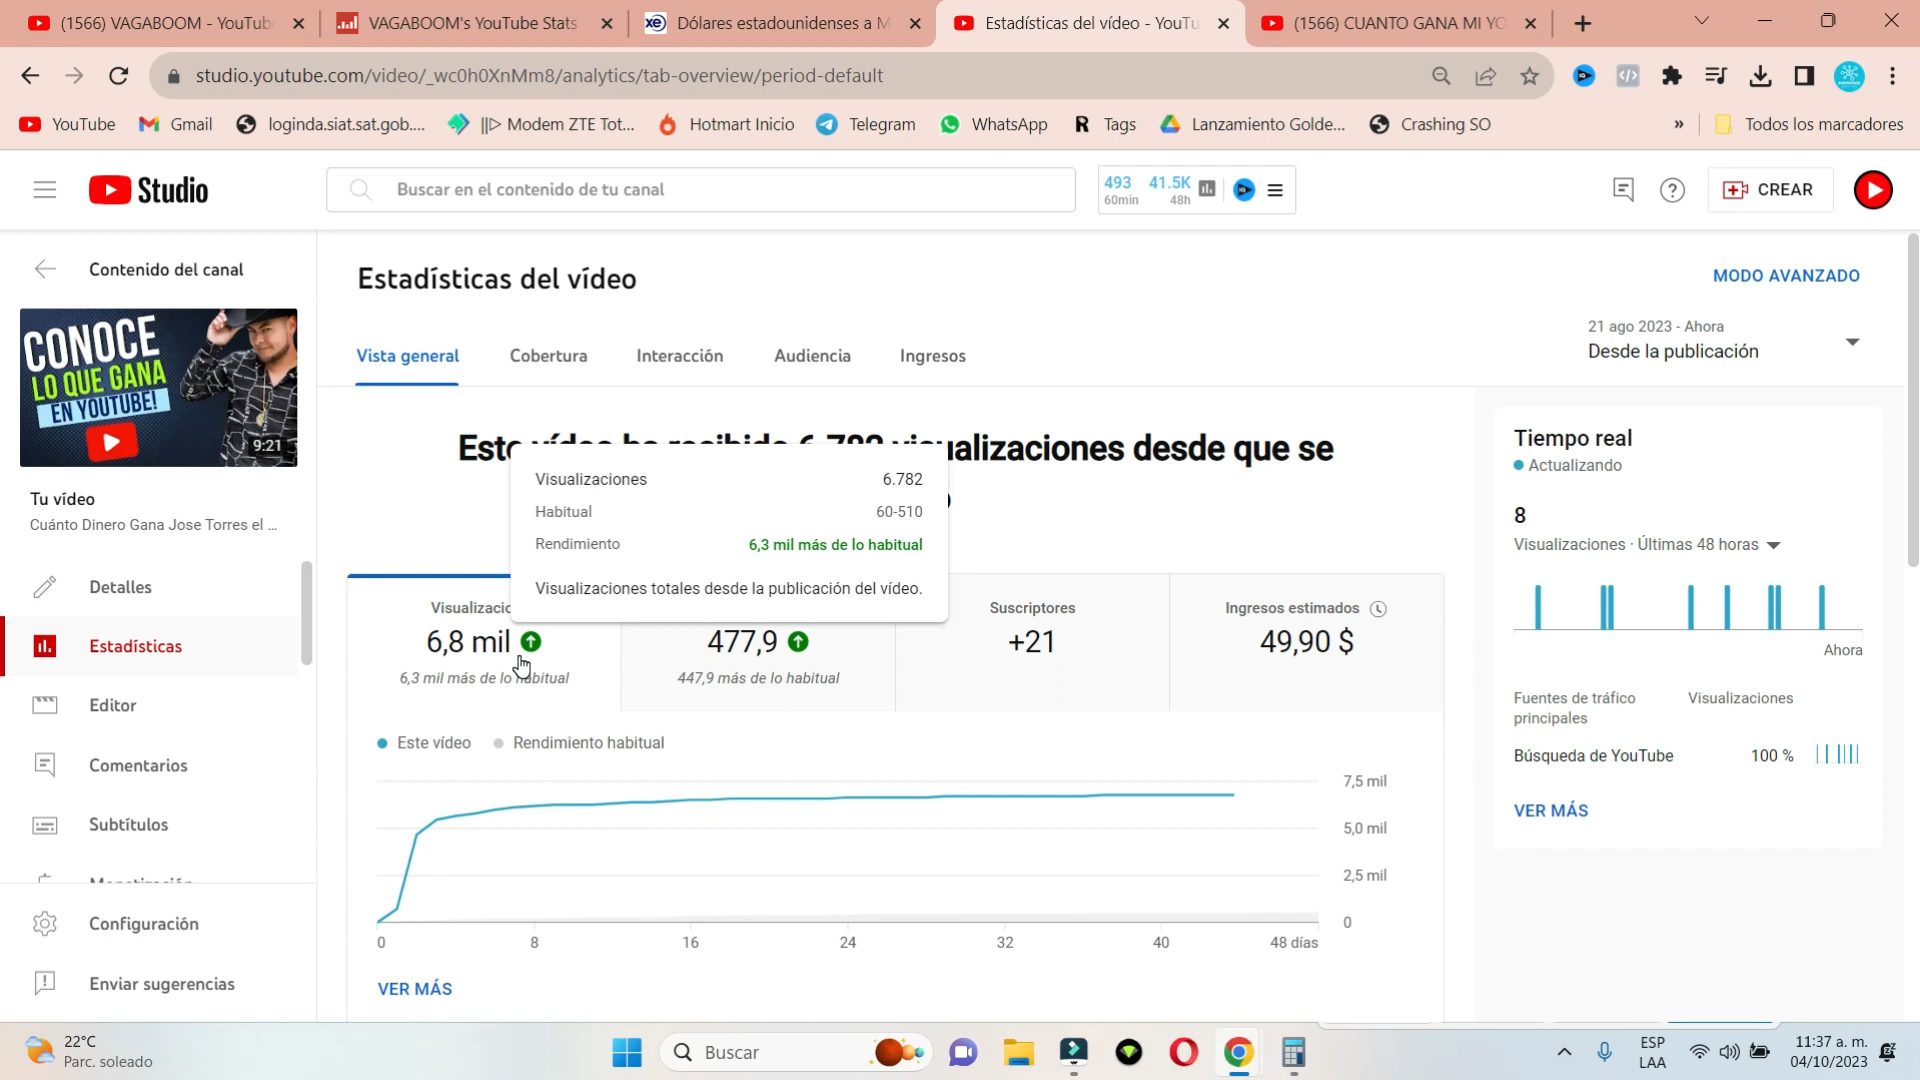 (1566) VAGABOOM - YouTub
VAGABOOM's YouTube Stats
Dólares estadounidenses a M
Estadísticas del vídeo - YouTu
(1566) CUANTO GANA MI YO
studio.youtube.com/video/_wc0h0XnMm8/analytics/tab-overview/period-default
YouTube
Gmail
loginda.siat.sat.gob....
||▷ Modem ZTE Tot...
Hotmart Inicio
Telegram
WhatsApp
Tags
Lanzamiento Golde...
Crashing SO
»
Todos los marcadores
Studio
Buscar en el contenido de tu canal
493 41.5K
60min 48h
CREAR
Contenido del canal
CONOCE
LO QUE GANA
EN YOUTUBE!
9:21
Tu vídeo
Cuánto Dinero Gana Jose Torres el ...
Detalles
Estadísticas
Editor
Comentarios
Subtítulos
Configuración
Enviar sugerencias
Estadísticas del vídeo
MODO AVANZADO
Vista general
Cobertura
Interacción
Audiencia
Ingresos
21 ago 2023 - Ahora
Desde la publicación
Este vídeo ha recibido 6.782 visualizaciones desde que se
Visualizaciones 6.782
Habitual 60-510
Rendimiento 6,3 mil más de lo habitual
Visualizaciones totales desde la publicación del vídeo.
Visualizacio
6,8 mil
6,3 mil más de lo habitual
477,9
447,9 más de lo habitual
Suscriptores
+21
Ingresos estimados
49,90 $
Este vídeo
Rendimiento habitual
7,5 mil
5,0 mil
2,5 mil
0
0 8 16 24 32 40 48 días
VER MÁS
Tiempo real
Actualizando
8
Visualizaciones · Últimas 48 horas
Ahora
Fuentes de tráfico
principales
Visualizaciones
Búsqueda de YouTube 100 %
VER MÁS
22°C
Parc. soleado
Buscar
ESP
LAA
11:37 a. m.
04/10/2023